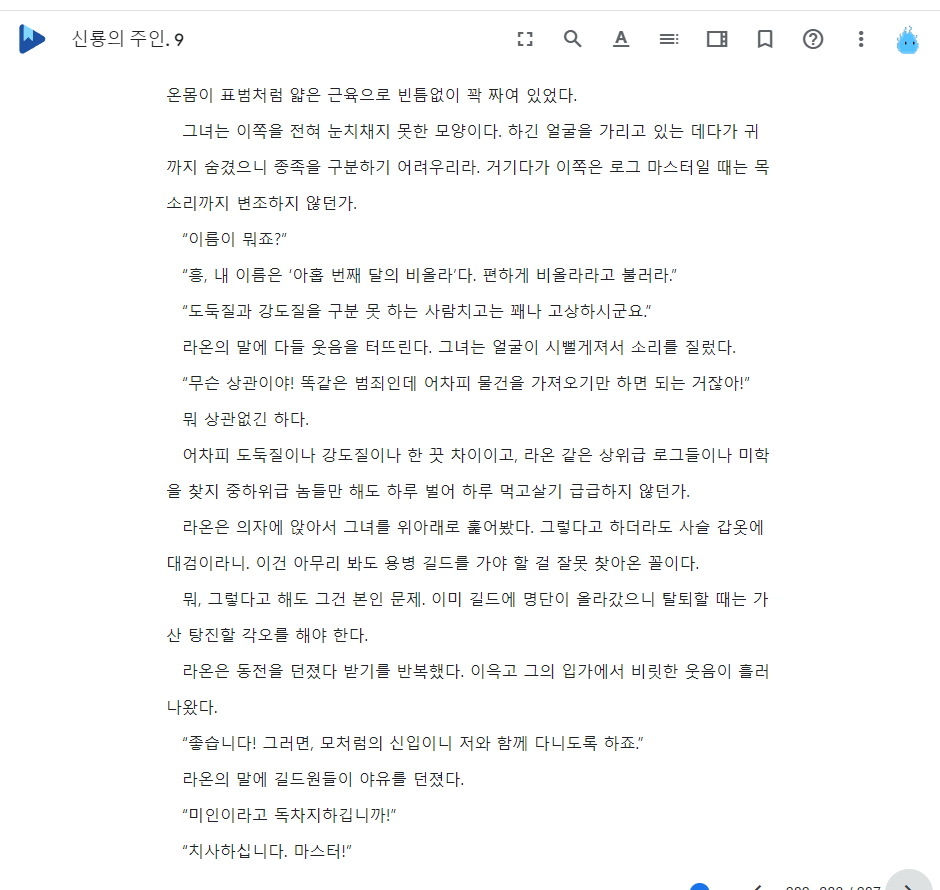 신룡의 주인. 9
온몸이 표범처럼 얇은 근육으로 빈틈없이 꽉 짜여 있었다.
그녀는 이쪽을 전혀 눈치채지 못한 모양이다. 하긴 얼굴을 가리고 있는 데다가 귀
까지 숨겼으니 종족을 구분하기 어려우리라. 거기다가 이쪽은 로그 마스터일 때는 목
소리까지 변조하지 않던가.
“이름이 뭐죠?”
“흥, 내 이름은 ‘아홉 번째 달의 비올라’다. 편하게 비올라라고 불러라.”
“도둑질과 강도질을 구분 못 하는 사람치고는 꽤나 고상하시군요.”
라온의 말에 다들 웃음을 터뜨린다. 그녀는 얼굴이 시뻘게져서 소리를 질렀다.
“무슨 상관이야! 똑같은 범죄인데 어차피 물건을 가져오기만 하면 되는 거잖아!”
뭐 상관없긴 하다.
어차피 도둑질이나 강도질이나 한 끗 차이이고, 라온 같은 상위급 로그들이나 미학
을 찾지 중하위급 놈들만 해도 하루 벌어 하루 먹고살기 급급하지 않던가.
라온은 의자에 앉아서 그녀를 위아래로 훑어봤다. 그렇다고 하더라도 사슬 갑옷에
대검이라니. 이건 아무리 봐도 용병 길드를 가야 할 걸 잘못 찾아온 꼴이다.
뭐, 그렇다고 해도 그건 본인 문제. 이미 길드에 명단이 올라갔으니 탈퇴할 때는 가
산 탕진할 각오를 해야 한다.
라온은 동전을 던졌다 받기를 반복했다. 이윽고 그의 입가에서 비릿한 웃음이 흘러
나왔다.
“좋습니다! 그러면, 모처럼의 신입이니 저와 함께 다니도록 하죠.”
라온의 말에 길드원들이 야유를 던졌다.
“미인이라고 독차지하깁니까!”
“치사하십니다. 마스터!”